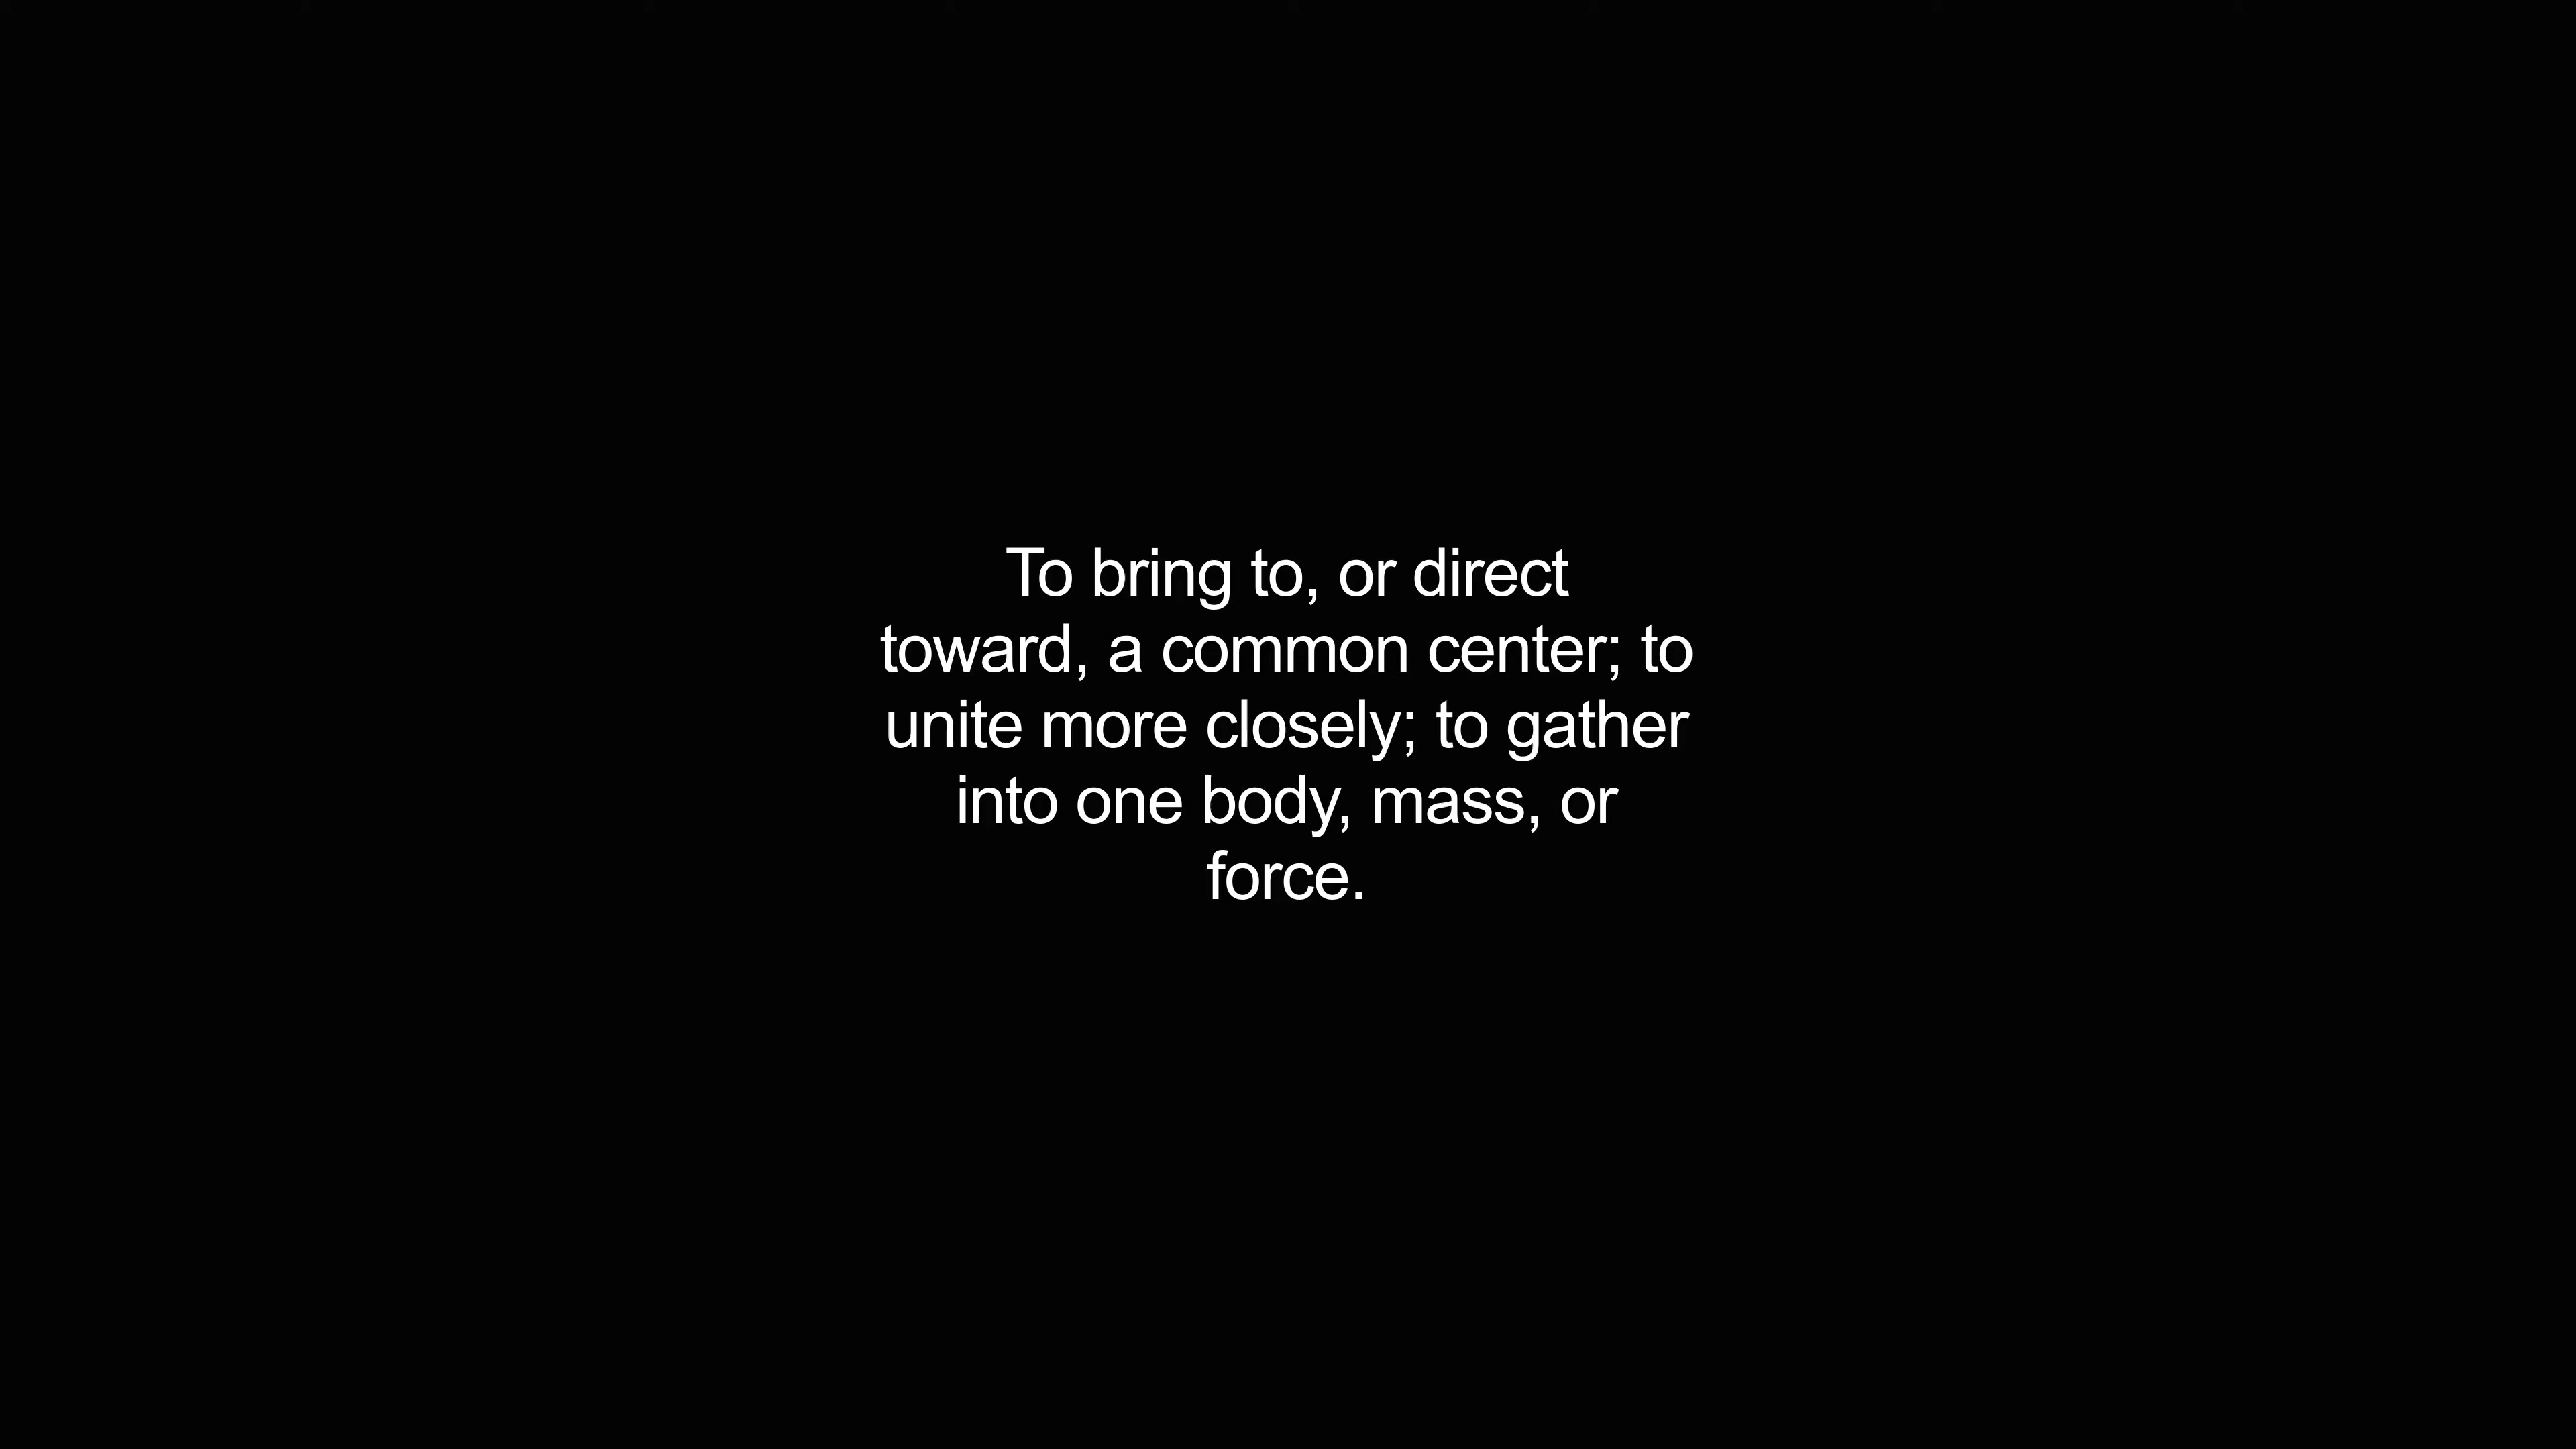 To bring to, or direct
toward, a common center; to
unite more closely; to gather
into one body, mass, or
force.